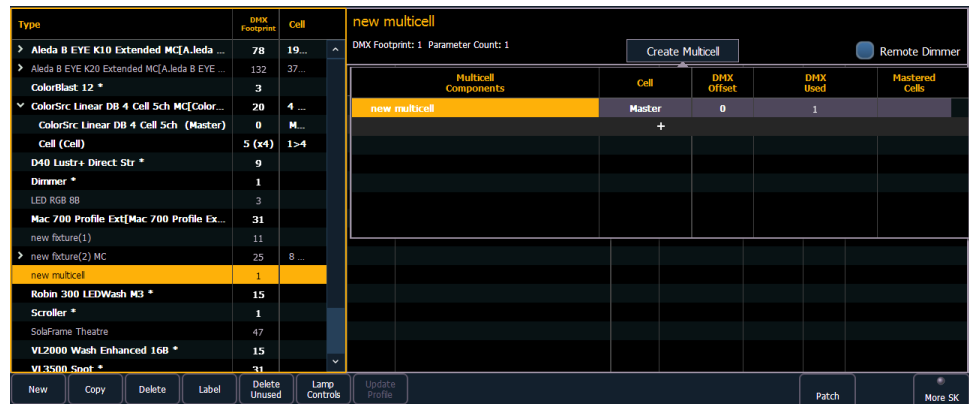 Type DMX Footprint Cell
> Aleda B EYE K10 Extended MC[A.leda ... 78 19...
> Aleda B EYE K20 Extended MC[A.leda B EYE ... 132 37...
ColorBlast 12 * 3
ColorSrc Linear DB 4 Cell 5ch MC[Color... 20 4 ...
ColorSrc Linear DB 4 Cell 5ch (Master) 0 M...
Cell (Cell) 5 (x4) 1>4
D40 Lustr+ Direct Str * 9
Dimmer * 1
LED RGB 8B 3
Mac 700 Profile Ext[Mac 700 Profile Ex... 31
new fixture(1) 11
> new fixture(2) MC 25 8 ...
new multicell 1
Robin 300 LEDWash M3 * 15
Scroller * 1
SolaFrame Theatre 47
VL2000 Wash Enhanced 16B * 15
VL3500 Spot * 31
new multicell
DMX Footprint: 1 Parameter Count: 1
Create Multicell
Remote Dimmer
Multicell Components Cell DMX Offset DMX Used Mastered Cells
new multicell Master 0 1
+
New Copy Delete Label Delete Unused Lamp Controls Update Profile Patch More SK